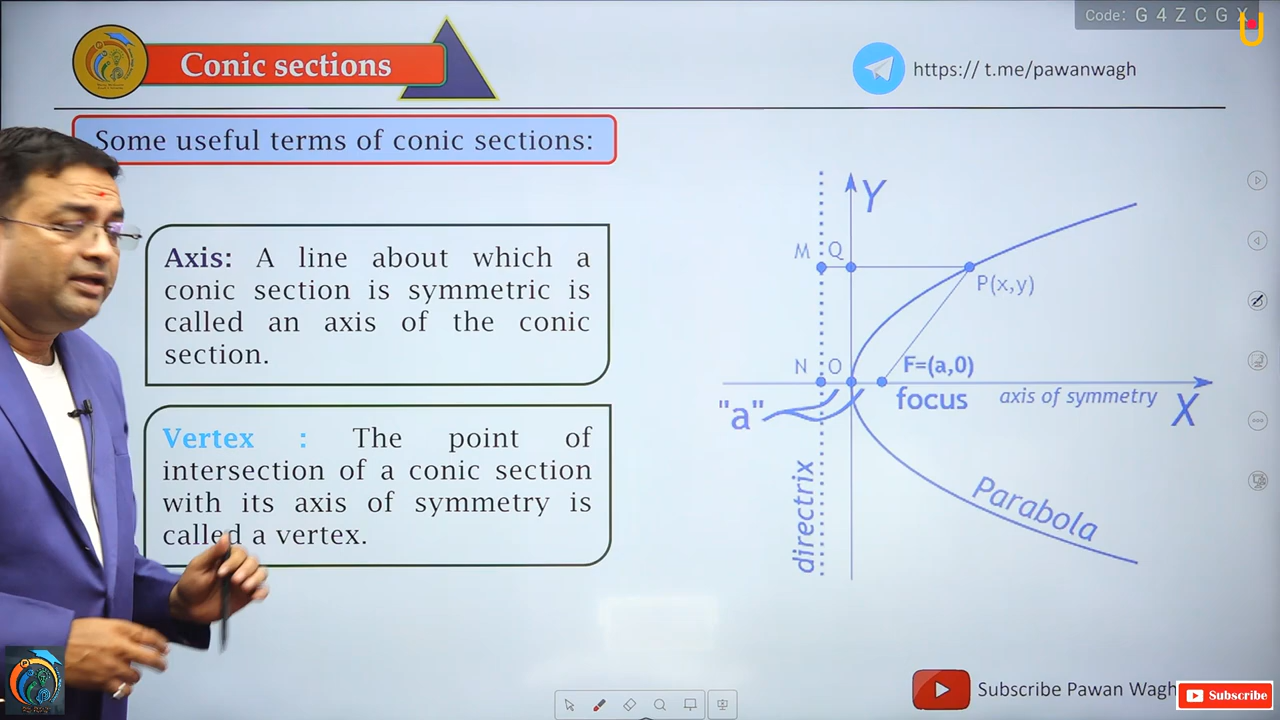 Code: G 4 Z C G X
Conic sections
https:// t.me/pawanwagh
Some useful terms of conic sections:
Axis: A line about which a
conic section is symmetric is
called an axis of the conic
section.
Vertex : The point of
intersection of a conic section
with its axis of symmetry is
called a vertex.
Y
M Q
P(x,y)
N O F=(a,0)
"a" focus axis of symmetry X
directrix
Parabola
Subscribe Pawan Wagh
Subscribe